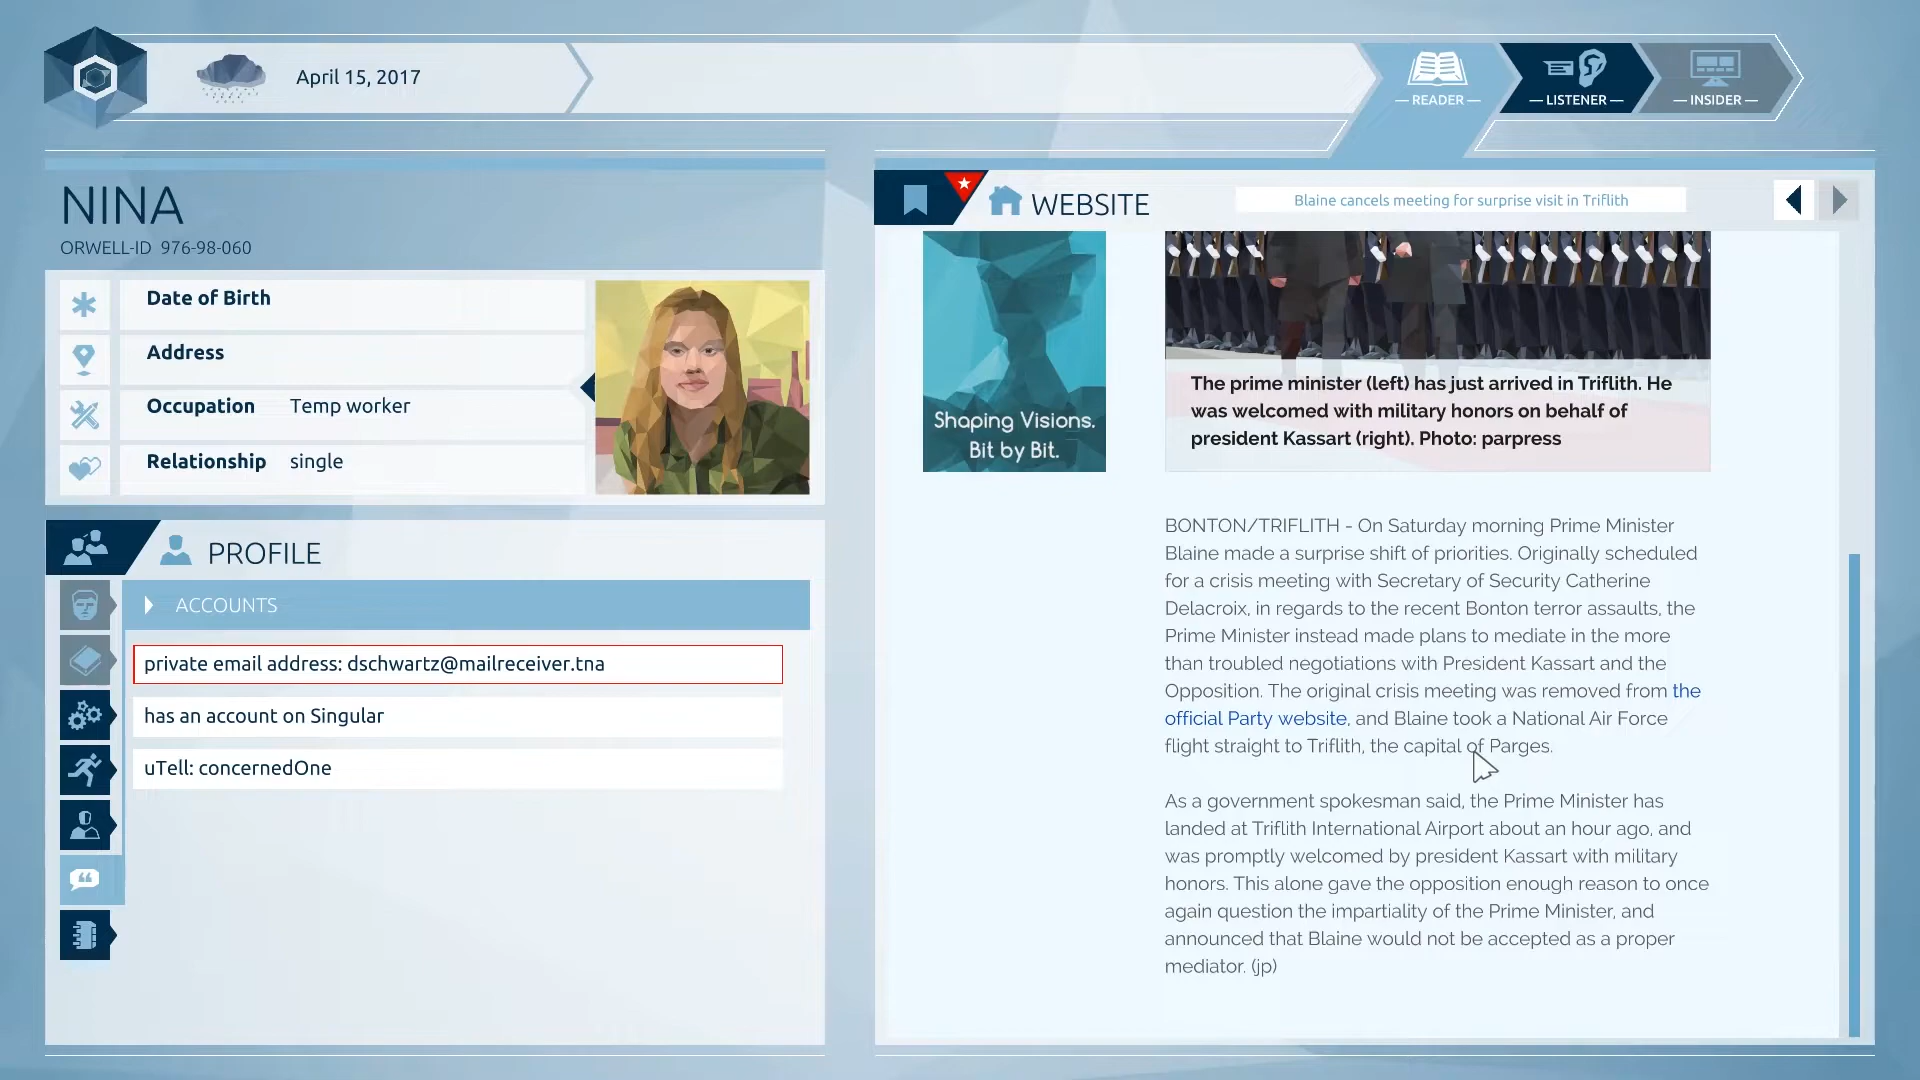 April 15, 2017
READER
LISTENER
INSIDER
NINA
ORWELL-ID 976-98-060
Date of Birth
Address
Occupation Temp worker
Relationship single
PROFILE
ACCOUNTS
private email address: dschwartz@mailreceiver.tna
has an account on Singular
uTell: concernedOne
WEBSITE
Blaine cancels meeting for surprise visit in Triflith
Shaping Visions.
Bit by Bit.
The prime minister (left) has just arrived in Triflith. He
was welcomed with military honors on behalf of
president Kassart (right). Photo: parpress
BONTON/TRIFLITH - On Saturday morning Prime Minister
Blaine made a surprise shift of priorities. Originally scheduled
for a crisis meeting with Secretary of Security Catherine
Delacroix, in regards to the recent Bonton terror assaults, the
Prime Minister instead made plans to mediate in the more
than troubled negotiations with President Kassart and the
Opposition. The original crisis meeting was removed from the
official Party website, and Blaine took a National Air Force
flight straight to Triflith, the capital of Parges.
As a government spokesman said, the Prime Minister has
landed at Triflith International Airport about an hour ago, and
was promptly welcomed by president Kassart with military
honors. This alone gave the opposition enough reason to once
again question the impartiality of the Prime Minister, and
announced that Blaine would not be accepted as a proper
mediator. (jp)